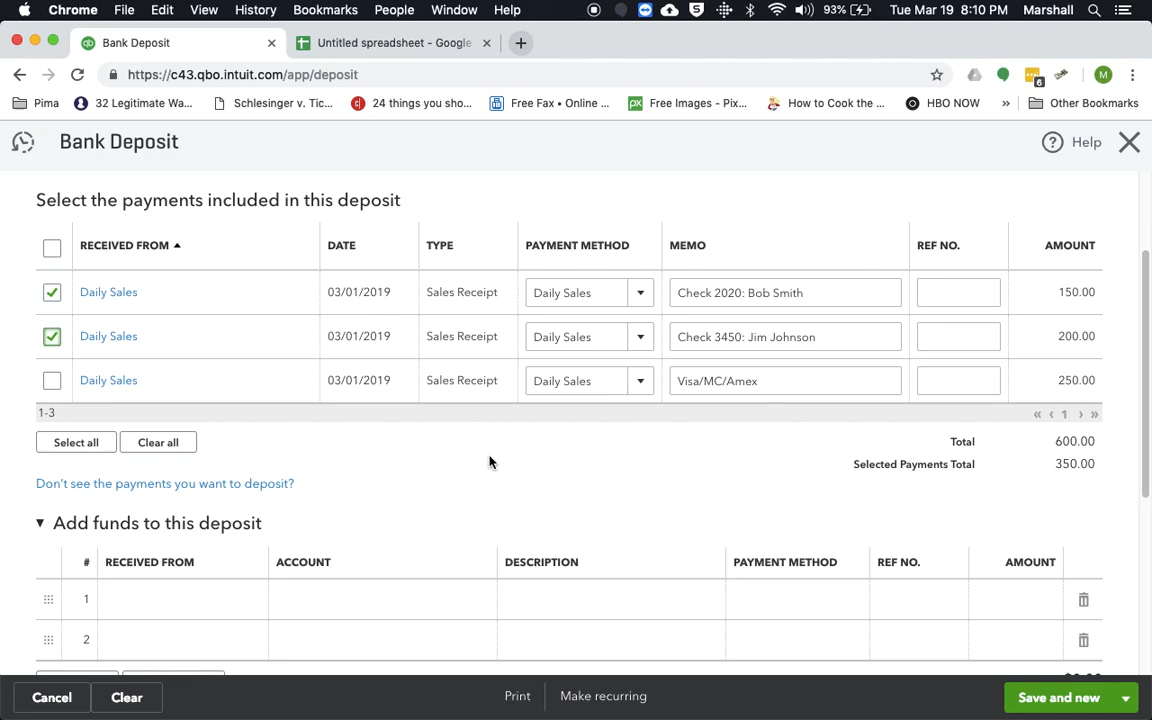 Chrome File Edit View History Bookmarks People Window Help 93% Tue Mar 19 8:10 PM Marshall
Bank Deposit Untitled spreadsheet - Google
https://c43.qbo.intuit.com/app/deposit 6 M
Pima 32 Legitimate Wa... Schlesinger v. Tic... 24 things you sho... Free Fax • Online ... Free Images - Pix... How to Cook the ... HBO NOW » Other Bookmarks
Bank Deposit Help
Select the payments included in this deposit
RECEIVED FROM DATE TYPE PAYMENT METHOD MEMO REF NO. AMOUNT
Daily Sales 03/01/2019 Sales Receipt Daily Sales Check 2020: Bob Smith 150.00
Daily Sales 03/01/2019 Sales Receipt Daily Sales Check 3450: Jim Johnson 200.00
Daily Sales 03/01/2019 Sales Receipt Daily Sales Visa/MC/Amex 250.00
1-3 « ‹ 1 › »
Select all Clear all Total 600.00
Selected Payments Total 350.00
Don't see the payments you want to deposit?
Add funds to this deposit
# RECEIVED FROM ACCOUNT DESCRIPTION PAYMENT METHOD REF NO. AMOUNT
1
2
Cancel Clear Print Make recurring Save and new